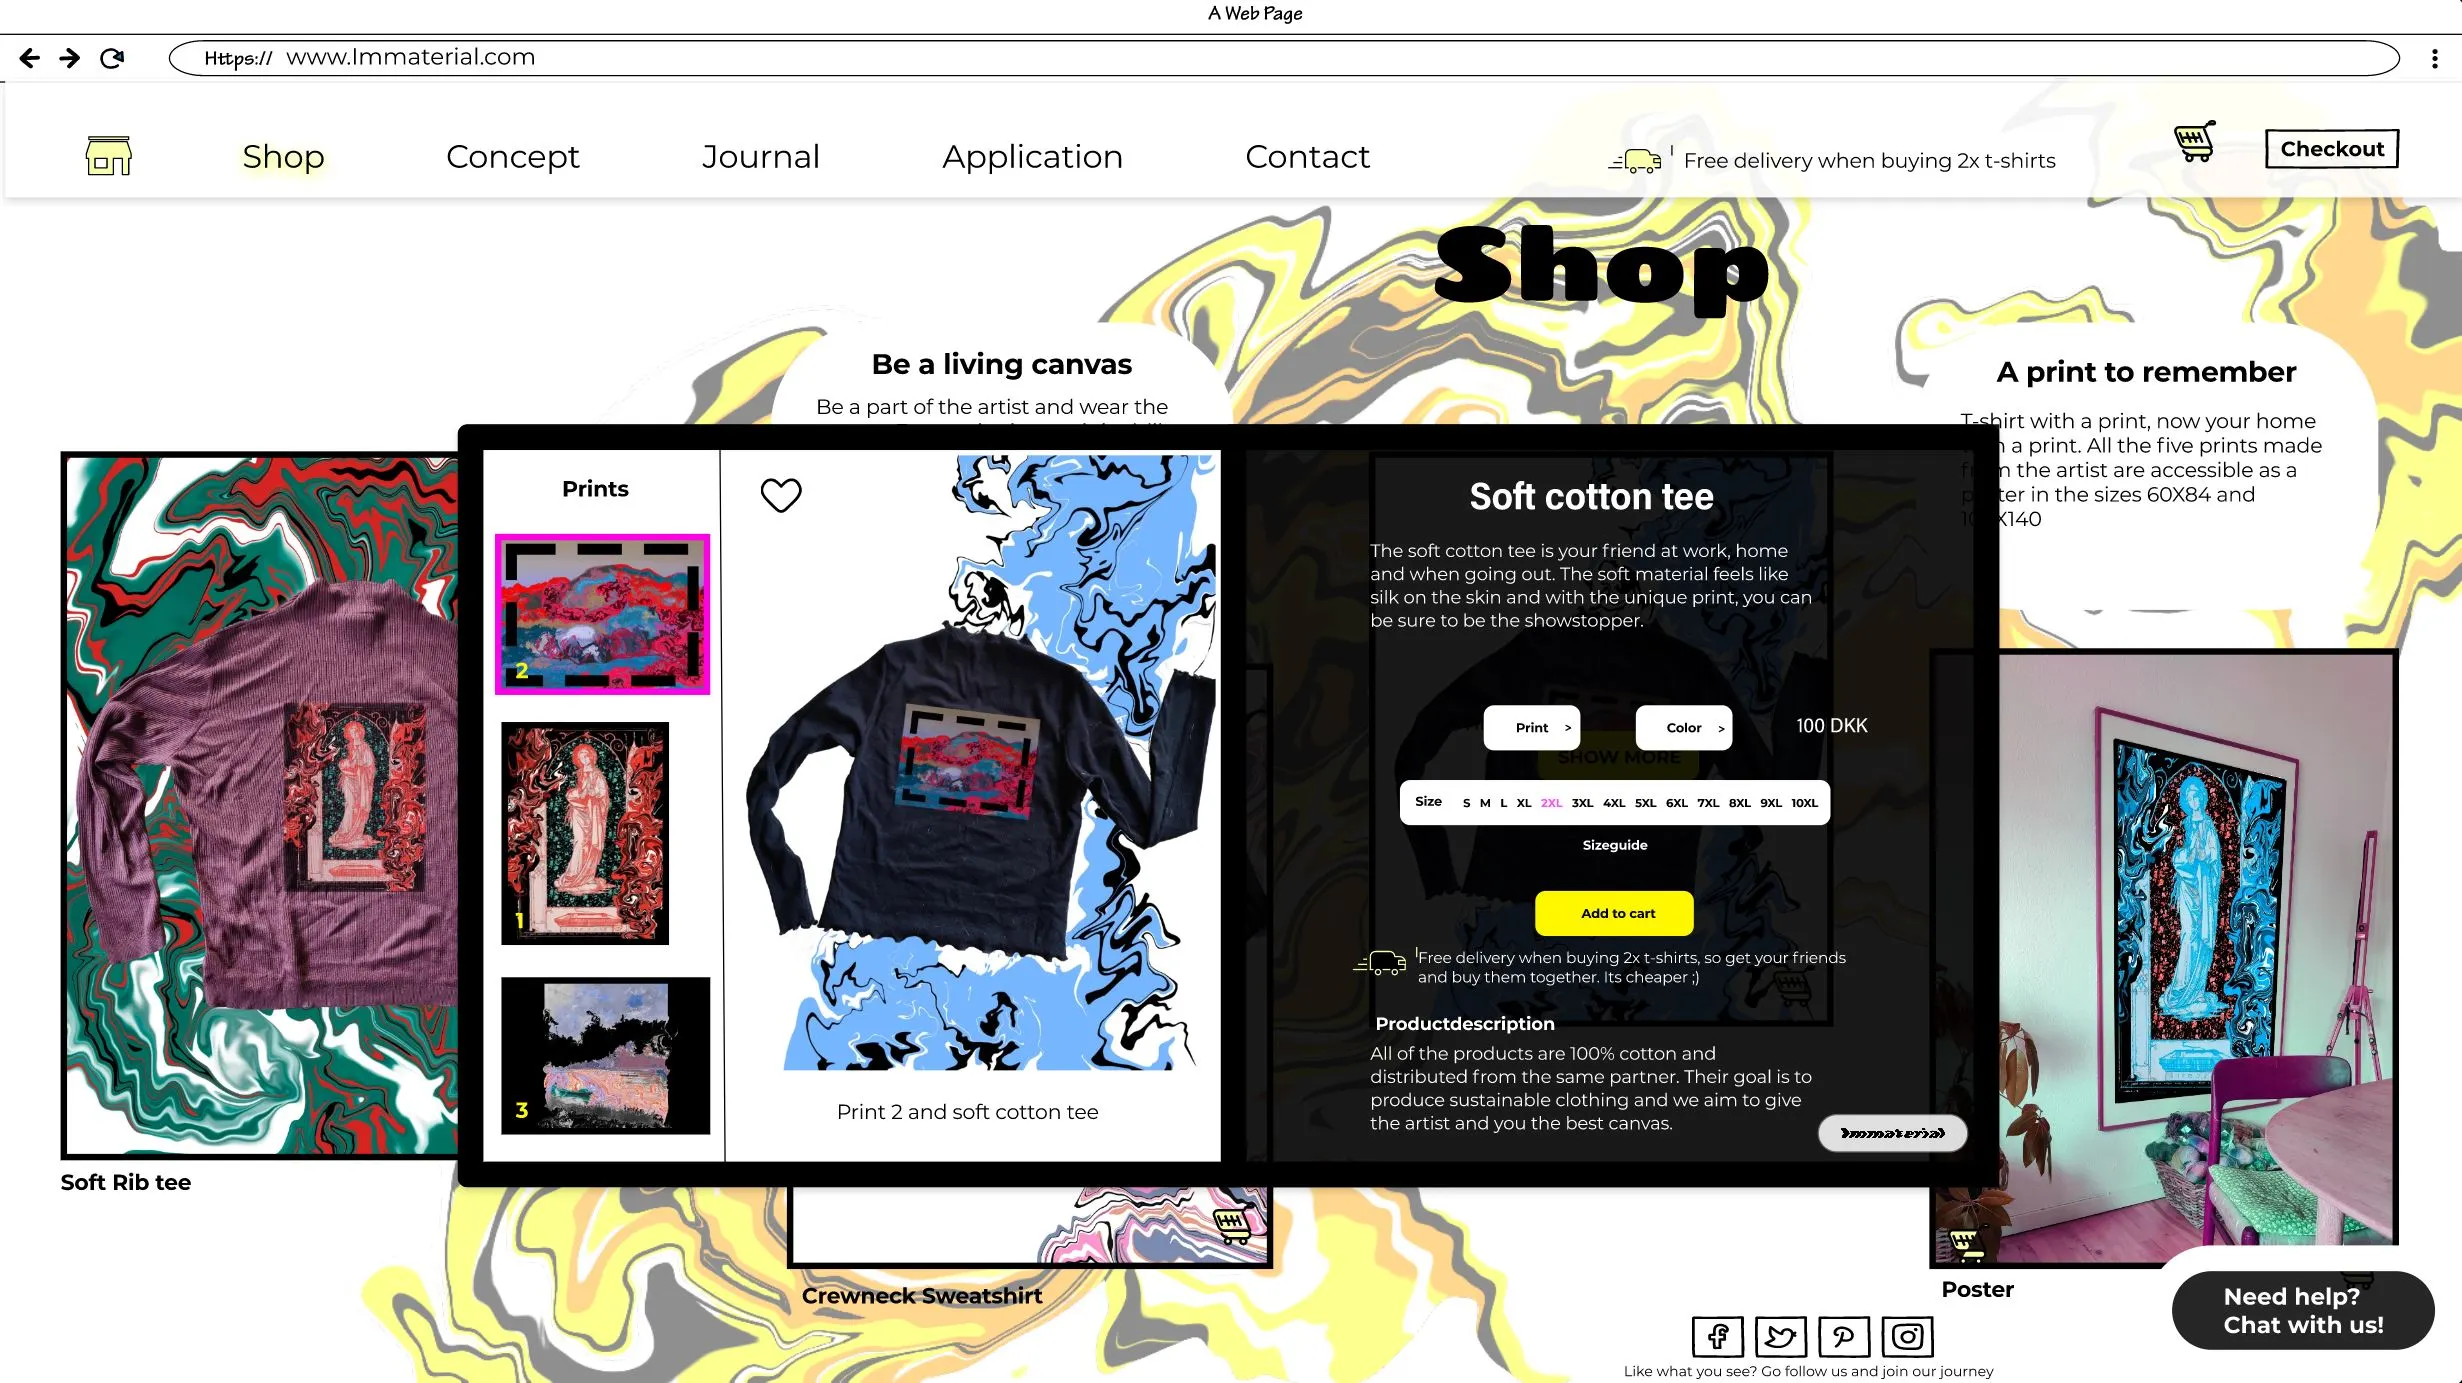 A Web Page
Https:// www.Immaterial.com
Shop Concept Journal Application Contact
Free delivery when buying 2x t-shirts
Checkout
Shop
Be a living canvas
Be a part of the artist and wear the
A print to remember
T-shirt with a print, now your home
a print. All the five prints made
the artist are accessible as a
in the sizes 60X84 and
X140
Prints
2
1
3
Print 2 and soft cotton tee
Soft cotton tee
The soft cotton tee is your friend at work, home
and when going out. The soft material feels like
silk on the skin and with the unique print, you can
be sure to be the showstopper.
Print >
Color >
100 DKK
SHOW MORE
Size S M L XL 2XL 3XL 4XL 5XL 6XL 7XL 8XL 9XL 10XL
Sizeguide
Add to cart
Free delivery when buying 2x t-shirts, so get your friends
and buy them together. Its cheaper ;)
Productdescription
All of the products are 100% cotton and
distributed from the same partner. Their goal is to
produce sustainable clothing and we aim to give
the artist and you the best canvas.
Immaterial
Soft Rib tee
Crewneck Sweatshirt
Poster
Need help?
Chat with us!
Like what you see? Go follow us and join our journey